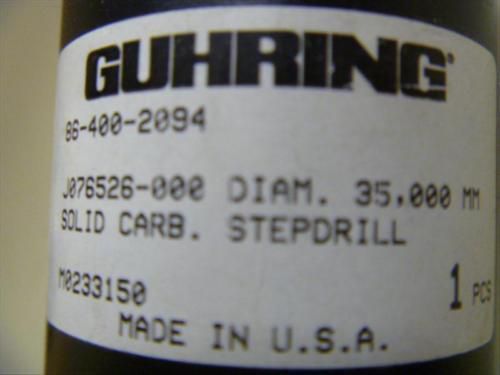 GUHRING
86-400-2094
J076526-000 DIAM. 35,000 MM
SOLID CARB. STEPDRILL
M0233150 1 PCS
MADE IN U.S.A.